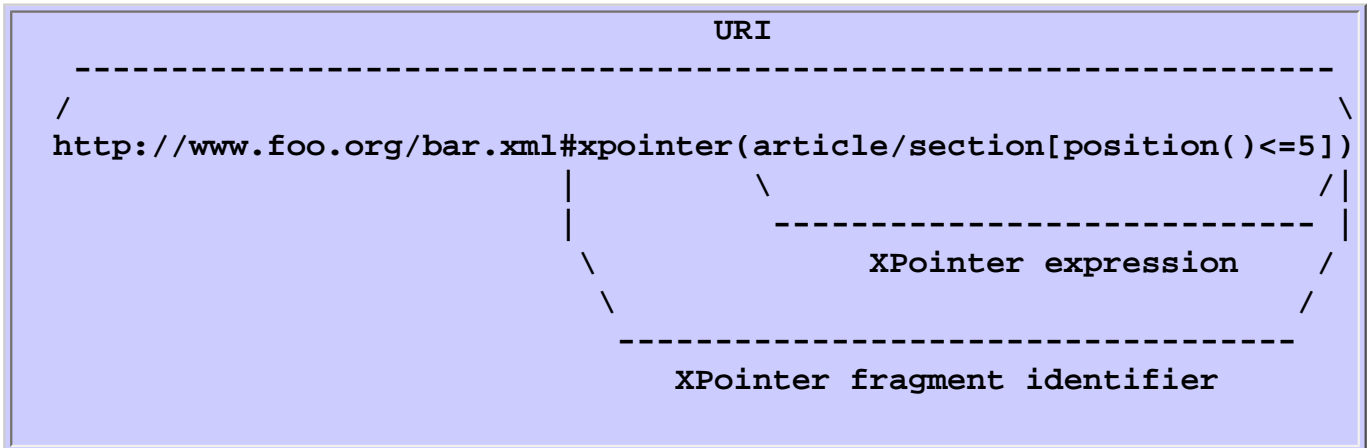 URI
-----------------------------------------------------------------
/ \
http://www.foo.org/bar.xml#xpointer(article/section[position()<=5])
| \ /|
| ---------------------------- |
\ XPointer expression /
\ /
-----------------------------------
XPointer fragment identifier